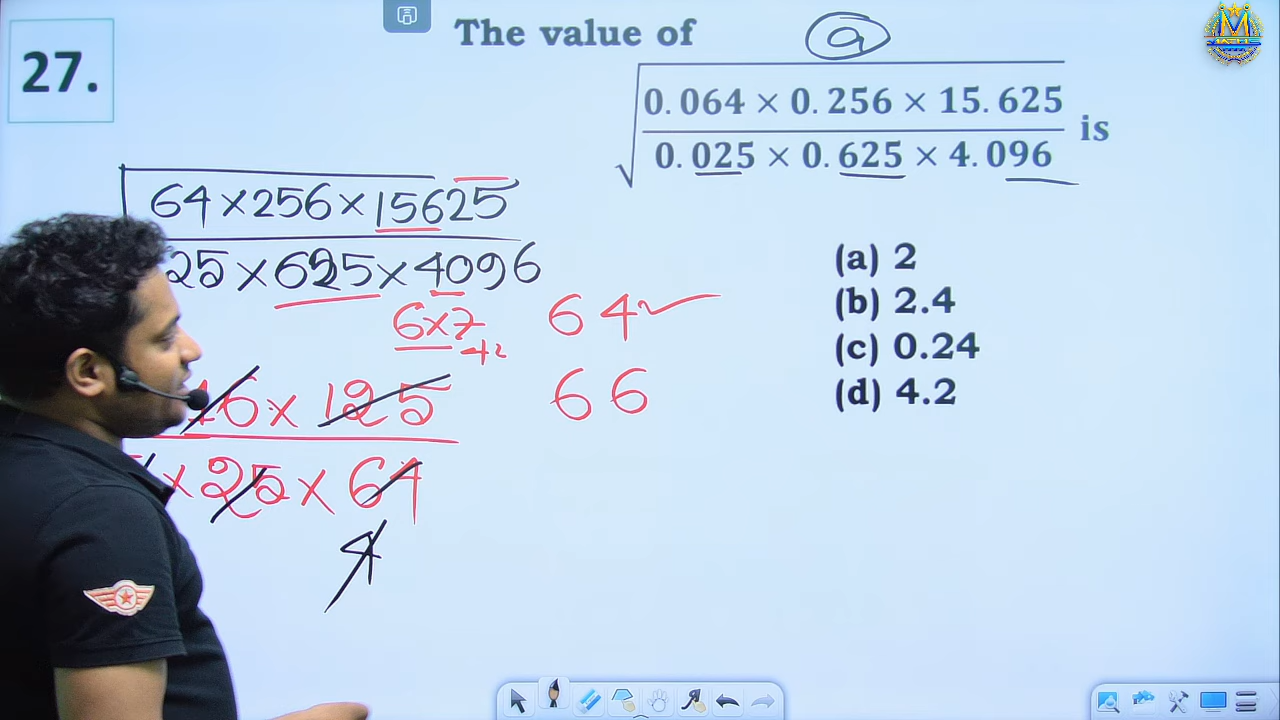 27.
The value of
a
√(0.064 × 0.256 × 15.625 / 0.025 × 0.625 × 4.096) is
64×256×15625
25×625×4096
6×7 64
42
16×125 66
×25×64
4
(a) 2
(b) 2.4
(c) 0.24
(d) 4.2
M